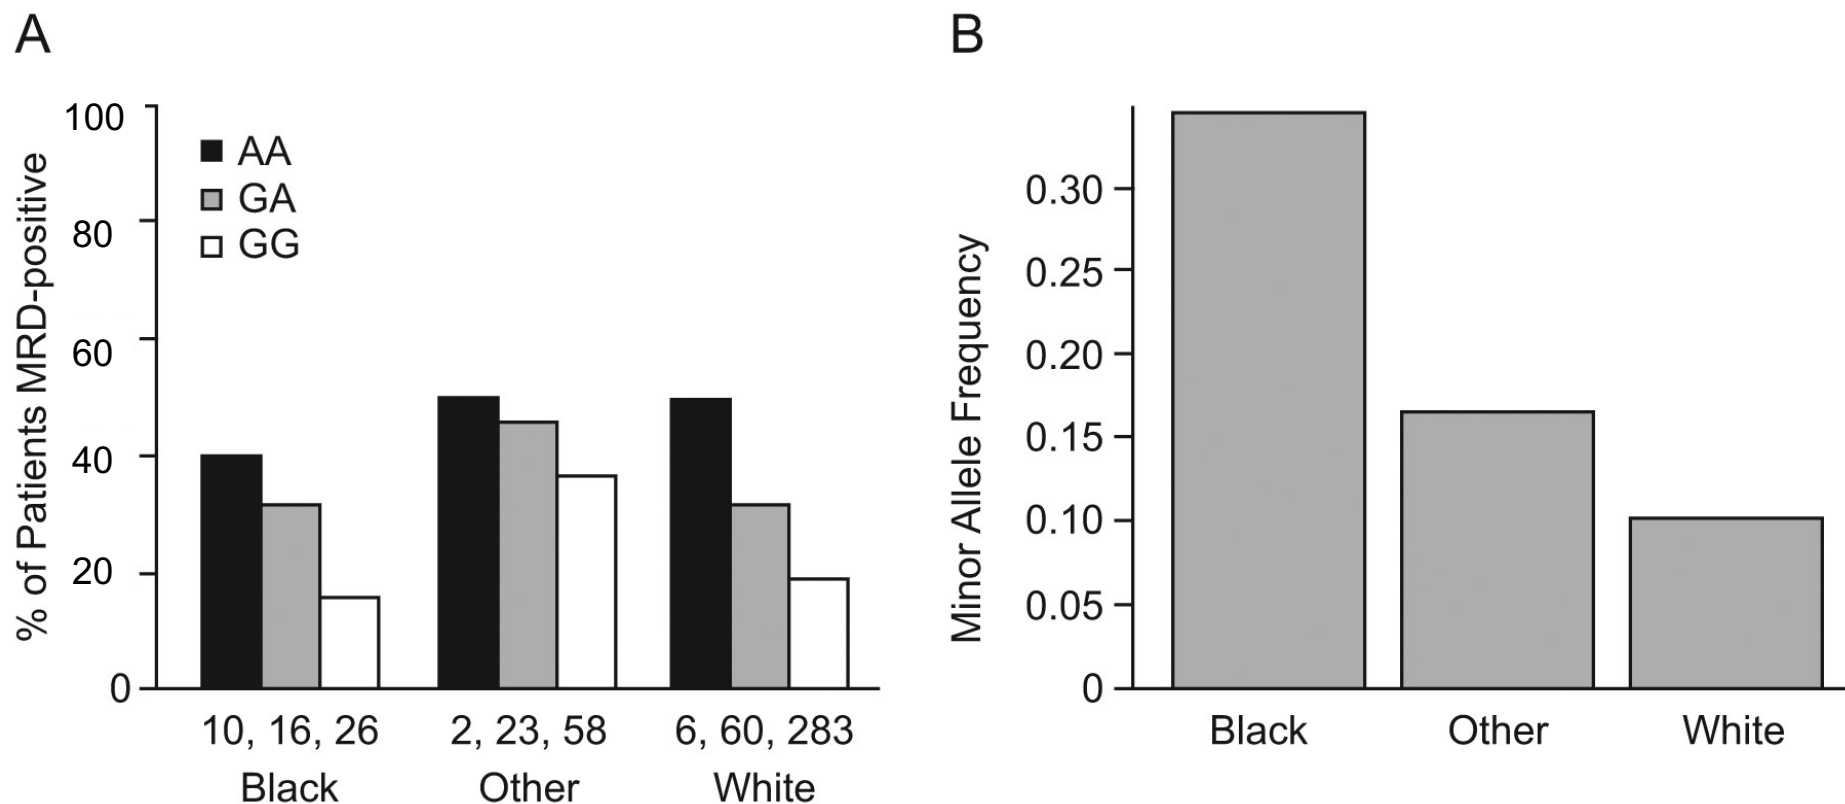 A
% of Patients MRD-positive
100
80
60
40
20
0
AA
GA
GG
10, 16, 26
2, 23, 58
6, 60, 283
Black
Other
White
B
Minor Allele Frequency
0.30
0.25
0.20
0.15
0.10
0.05
0
Black
Other
White